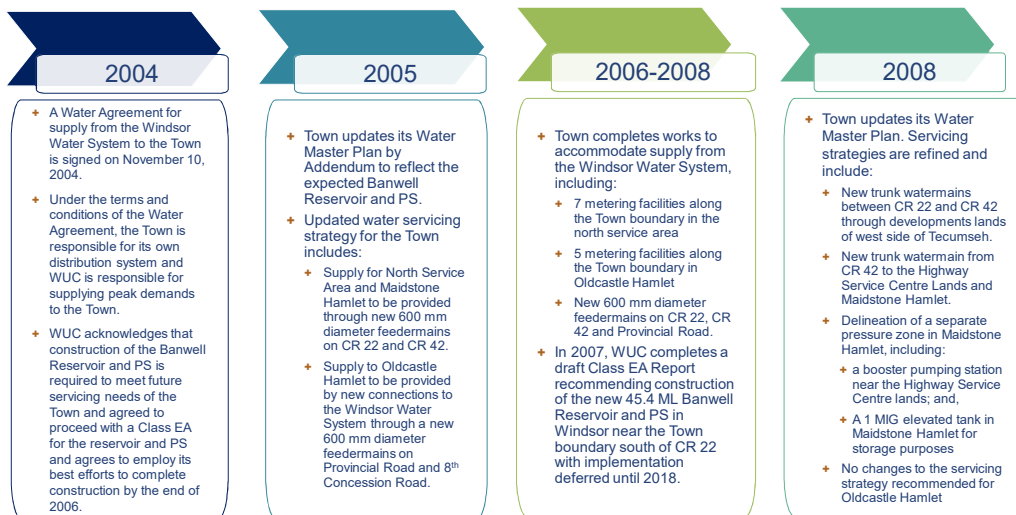 2004
+ A Water Agreement for
supply from the Windsor
Water System to the Town
is signed on November 10,
2004.
+ Under the terms and
conditions of the Water
Agreement, the Town is
responsible for its own
distribution system and
WUC is responsible for
supplying peak demands
to the Town.
+ WUC acknowledges that
construction of the Banwell
Reservoir and PS is
required to meet future
servicing needs of the
Town and agreed to
proceed with a Class EA
for the reservoir and PS
and agrees to employ its
best efforts to complete
construction by the end of
2006.
2005
+ Town updates its Water
Master Plan by
Addendum to reflect the
expected Banwell
Reservoir and PS.
+ Updated water servicing
strategy for the Town
includes:
+ Supply for North Service
Area and Maidstone
Hamlet to be provided
through new 600 mm
diameter feedermains
on CR 22 and CR 42.
+ Supply to Oldcastle
Hamlet to be provided
by new connections to
the Windsor Water
System through a new
600 mm diameter
feedermains on
Provincial Road and 8th
Concession Road.
2006-2008
+ Town completes works to
accommodate supply from
the Windsor Water System,
including:
+ 7 metering facilities along
the Town boundary in the
north service area
+ 5 metering facilities along
the Town boundary in
Oldcastle Hamlet
+ New 600 mm diameter
feedermains on CR 22, CR
42 and Provincial Road.
+ In 2007, WUC completes a
draft Class EA Report
recommending construction
of the new 45.4 ML Banwell
Reservoir and PS in
Windsor near the Town
boundary south of CR 22
with implementation
deferred until 2018.
2008
+ Town updates its Water
Master Plan. Servicing
strategies are refined and
include:
+ New trunk watermains
between CR 22 and CR 42
through developments lands
of west side of Tecumseh.
+ New trunk watermain from
CR 42 to the Highway
Service Centre Lands and
Maidstone Hamlet.
+ Delineation of a separate
pressure zone in Maidstone
Hamlet, including:
+ a booster pumping station
near the Highway Service
Centre lands; and,
+ A 1 MIG elevated tank in
Maidstone Hamlet for
storage purposes
+ No changes to the servicing
strategy recommended for
Oldcastle Hamlet